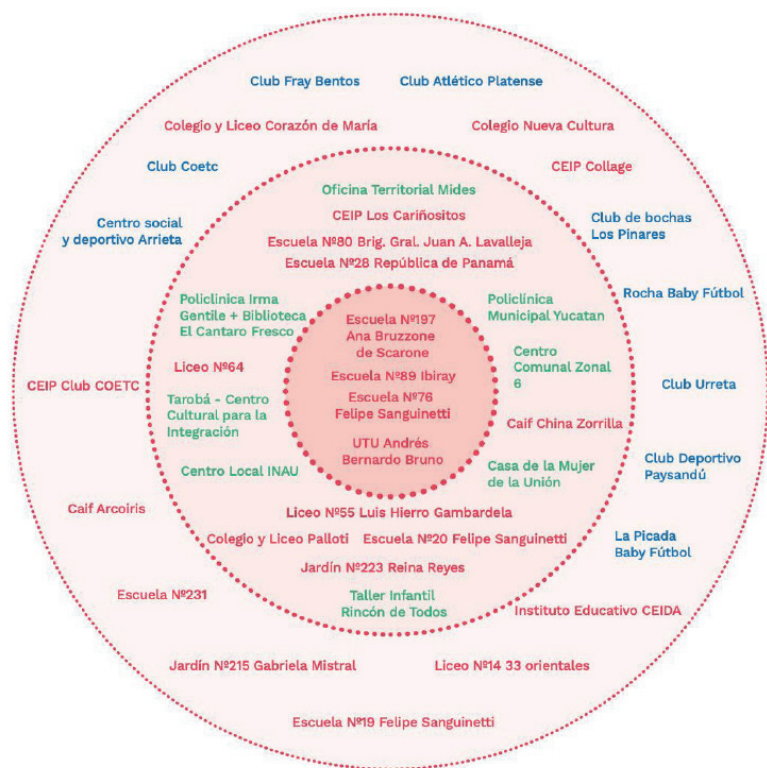 Club Fray Bentos
Club Atlético Platense
Colegio y Liceo Corazón de María
Colegio Nueva Cultura
Club Coetc
CEIP Collage
Oficina Territorial Mides
CEIP Los Cariñositos
Centro social
y deportivo Arrieta
Club de bochas
Los Pinares
Escuela Nº80 Brig. Gral. Juan A. Lavalleja
Escuela Nº28 República de Panamá
Rocha Baby Fútbol
Policlinica Irma
Gentile + Biblioteca
El Cantaro Fresco
Escuela Nº197
Ana Bruzzone
de Scarone
Policlínica
Municipal Yucatan
Liceo Nº64
Escuela Nº89 Ibiray
Centro
Comunal Zonal
6
CEIP Club COETC
Club Urreta
Tarobá - Centro
Cultural para la
Integración
Escuela Nº76
Felipe Sanguinetti
Caif China Zorrilla
UTU Andrés
Bernardo Bruno
Centro Local INAU
Casa de la Mujer
de la Unión
Club Deportivo
Paysandú
Caif Arcoiris
Liceo Nº55 Luis Hierro Gambardela
Colegio y Liceo Palloti
Escuela Nº20 Felipe Sanguinetti
La Picada
Baby Fútbol
Jardín Nº223 Reina Reyes
Escuela Nº231
Taller Infantil
Rincón de Todos
Instituto Educativo CEIDA
Jardín Nº215 Gabriela Mistral
Liceo Nº14 33 orientales
Escuela Nº19 Felipe Sanguinetti